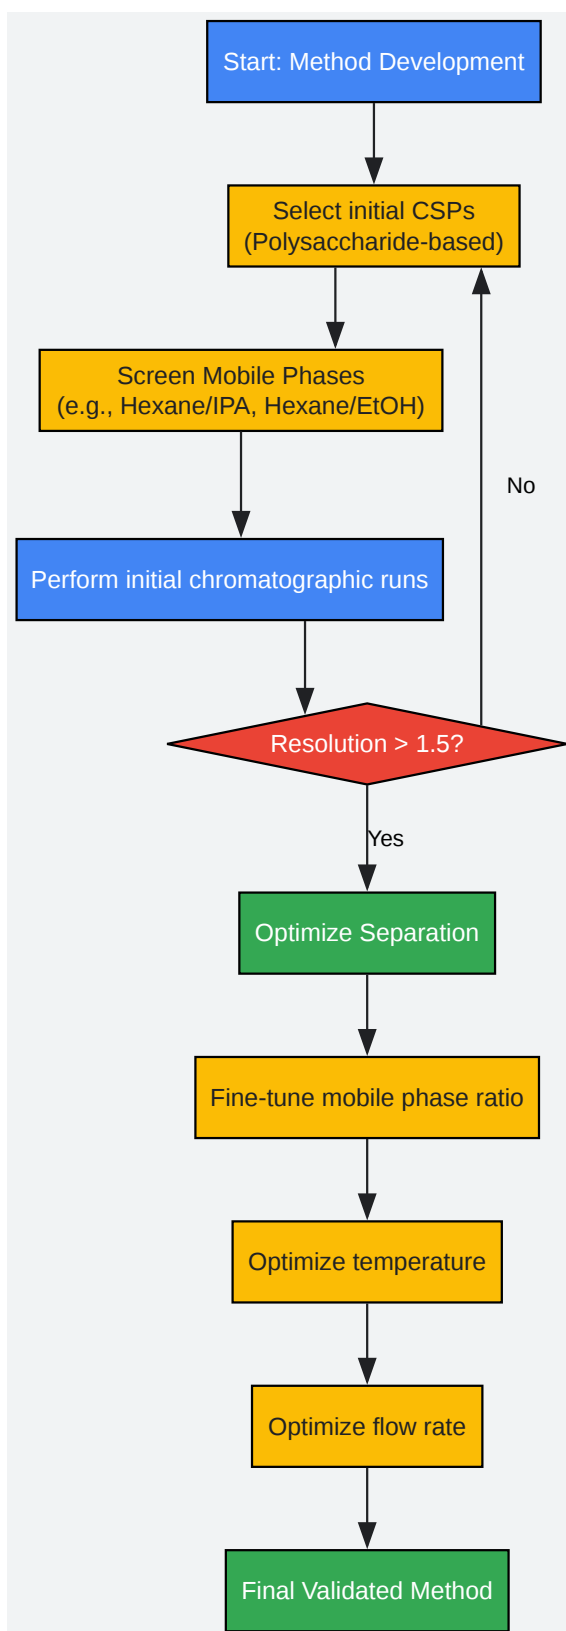 Start: Method Development
Select initial CSPs
(Polysaccharide-based)
Screen Mobile Phases
(e.g., Hexane/IPA, Hexane/EtOH)
No
Perform initial chromatographic runs
Resolution > 1.5?
Yes
Optimize Separation
Fine-tune mobile phase ratio
Optimize temperature
Optimize flow rate
Final Validated Method